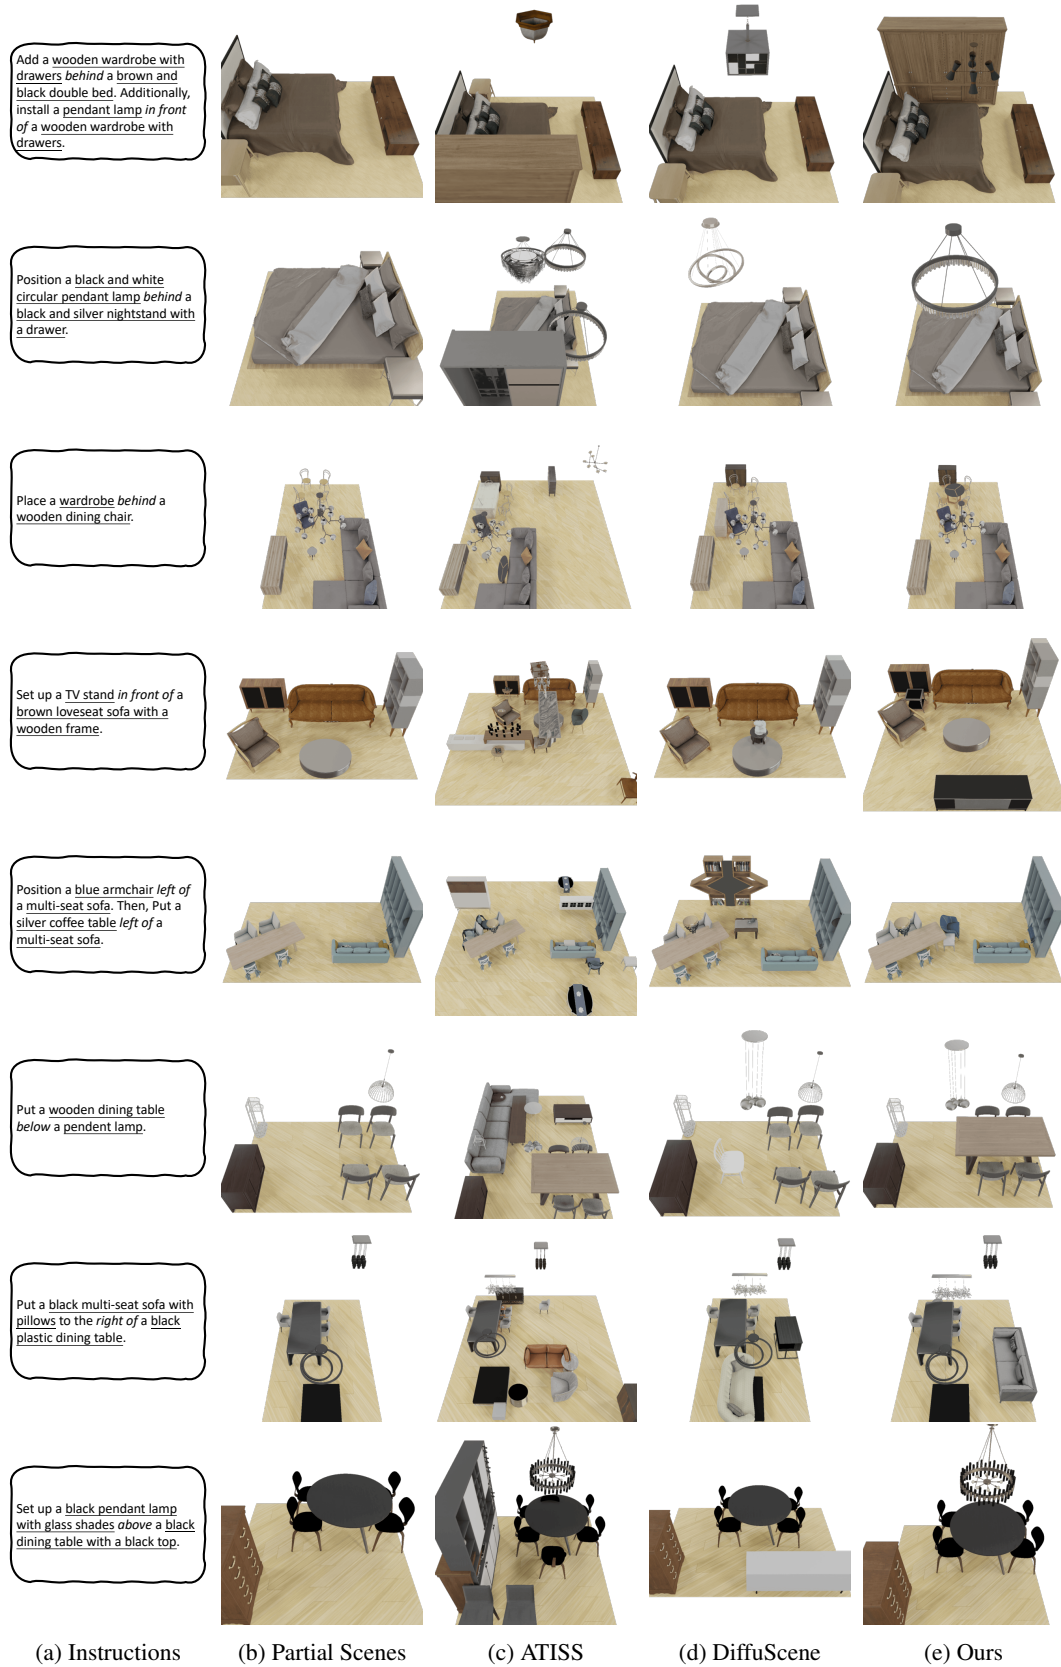 Add a wooden wardrobe with
drawers behind a brown and
black double bed. Additionally,
install a pendant lamp in front
of a wooden wardrobe with
drawers.
Position a black and white
circular pendant lamp behind a
black and silver nightstand with
a drawer.
Place a wardrobe behind a
wooden dining chair.
Set up a TV stand in front of a
brown loveseat sofa with a
wooden frame.
Position a blue armchair left of
a multi-seat sofa. Then, Put a
silver coffee table left of a
multi-seat sofa.
Put a wooden dining table
below a pendent lamp.
Put a black multi-seat sofa with
pillows to the right of a black
plastic dining table.
Set up a black pendant lamp
with glass shades above a black
dining table with a black top.
(a) Instructions
(b) Partial Scenes
(c) ATISS
(d) DiffuScene
(e) Ours